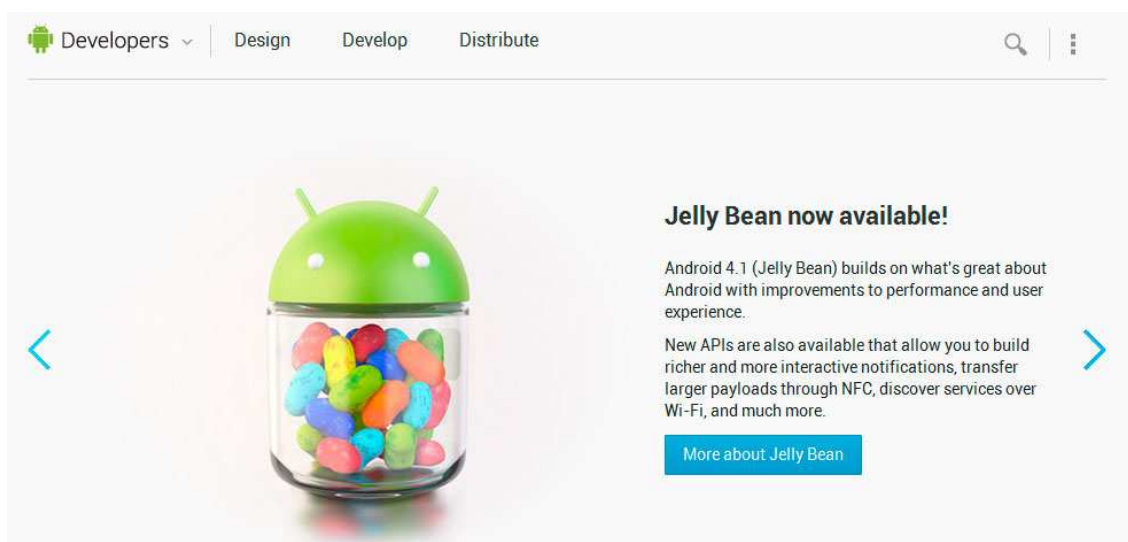 Developers Design Develop Distribute
Jelly Bean now available!
Android 4.1 (Jelly Bean) builds on what's great about
Android with improvements to performance and user
experience.
New APIs are also available that allow you to build
richer and more interactive notifications, transfer
larger payloads through NFC, discover services over
Wi-Fi, and much more.
More about Jelly Bean